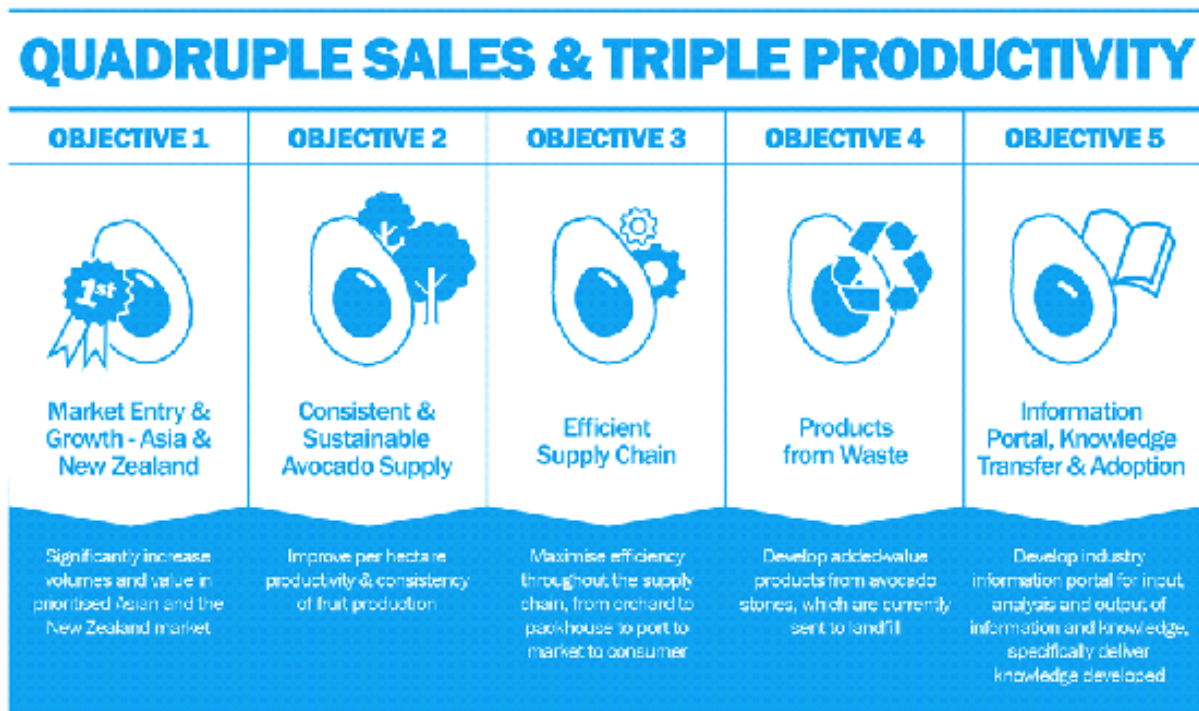 QUADRUPLE SALES & TRIPLE PRODUCTIVITY
OBJECTIVE 1
OBJECTIVE 2
OBJECTIVE 3
OBJECTIVE 4
OBJECTIVE 5
1st
Market Entry &
Growth - Asia &
New Zealand
Consistent &
Sustainable
Avocado Supply
Efficient
Supply Chain
Products
from Waste
Information
Portal, Knowledge
Transfer & Adoption
Significantly increase
volumes and value in
prioritised Asian and the
New Zealand market
Improve per hectare
productivity & consistency
of fruit production
Maximise efficiency
throughout the supply
chain, from orchard to
packhouse to port to
market to consumer
Develop added-value
products from avocado
stones, which are currently
sent to landfill
Develop industry
information portal for input,
analysis and output of
information and knowledge,
specifically deliver
knowledge developed